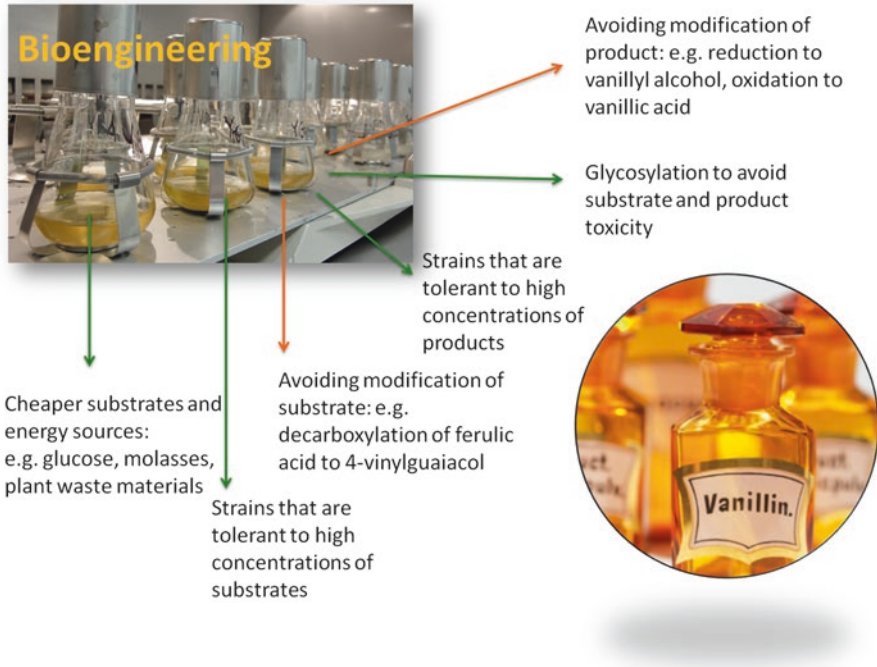 Bioengineering
Avoiding modification of
product: e.g. reduction to
vanillyl alcohol, oxidation to
vanillic acid
Glycosylation to avoid
substrate and product
toxicity
Strains that are
tolerant to high
concentrations of
products
Avoiding modification of
substrate: e.g.
decarboxylation of ferulic
acid to 4-vinylguaiacol
Cheaper substrates and
energy sources:
e.g. glucose, molasses,
plant waste materials
Strains that are
tolerant to high
concentrations of
substrates
Vanillin.